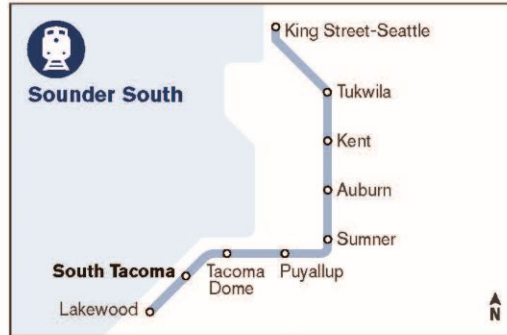 King Street-Seattle
Sounder South
Tukwila
Kent
Auburn
Sumner
South Tacoma
Tacoma
Dome
Puyallup
Lakewood
N